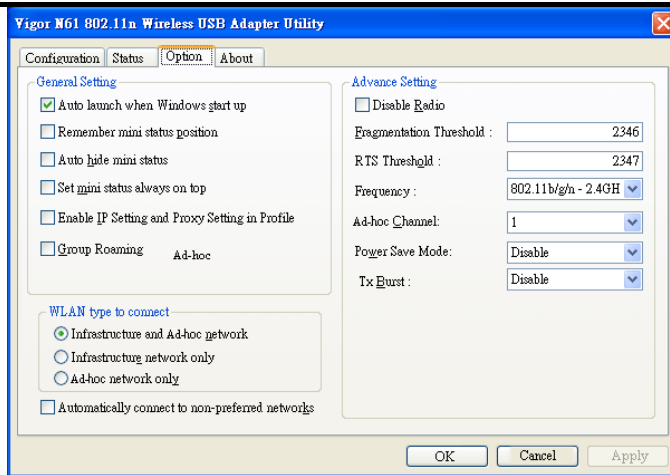 Vigor N61 802.11n Wireless USB Adapter Utility
Configuration Status Option About
General Setting
Auto launch when Windows start up
Remember mini status position
Auto hide mini status
Set mini status always on top
Enable IP Setting and Proxy Setting in Profile
Group Roaming Ad-hoc
WLAN type to connect
Infrastructure and Ad-hoc network
Infrastructure network only
Ad-hoc network only
Automatically connect to non-preferred networks
Advance Setting
Disable Radio
Fragmentation Threshold : 2346
RTS Threshold : 2347
Frequency : 802.11b/g/n - 2.4GH
Ad-hoc Channel: 1
Power Save Mode: Disable
Tx Burst : Disable
OK Cancel Apply